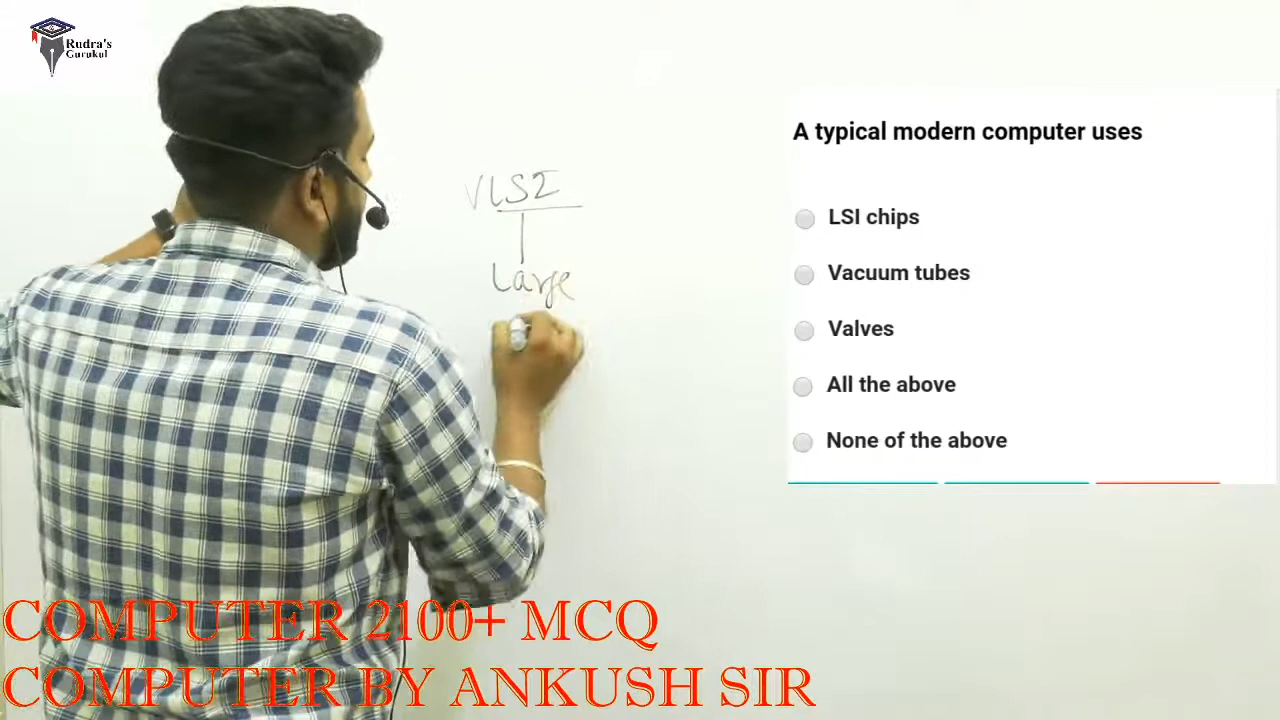 Rudra's
Gurukul
VLSI
Large
A typical modern computer uses
LSI chips
Vacuum tubes
Valves
All the above
None of the above
COMPUTER 2100+ MCQ
COMPUTER BY ANKUSH SIR